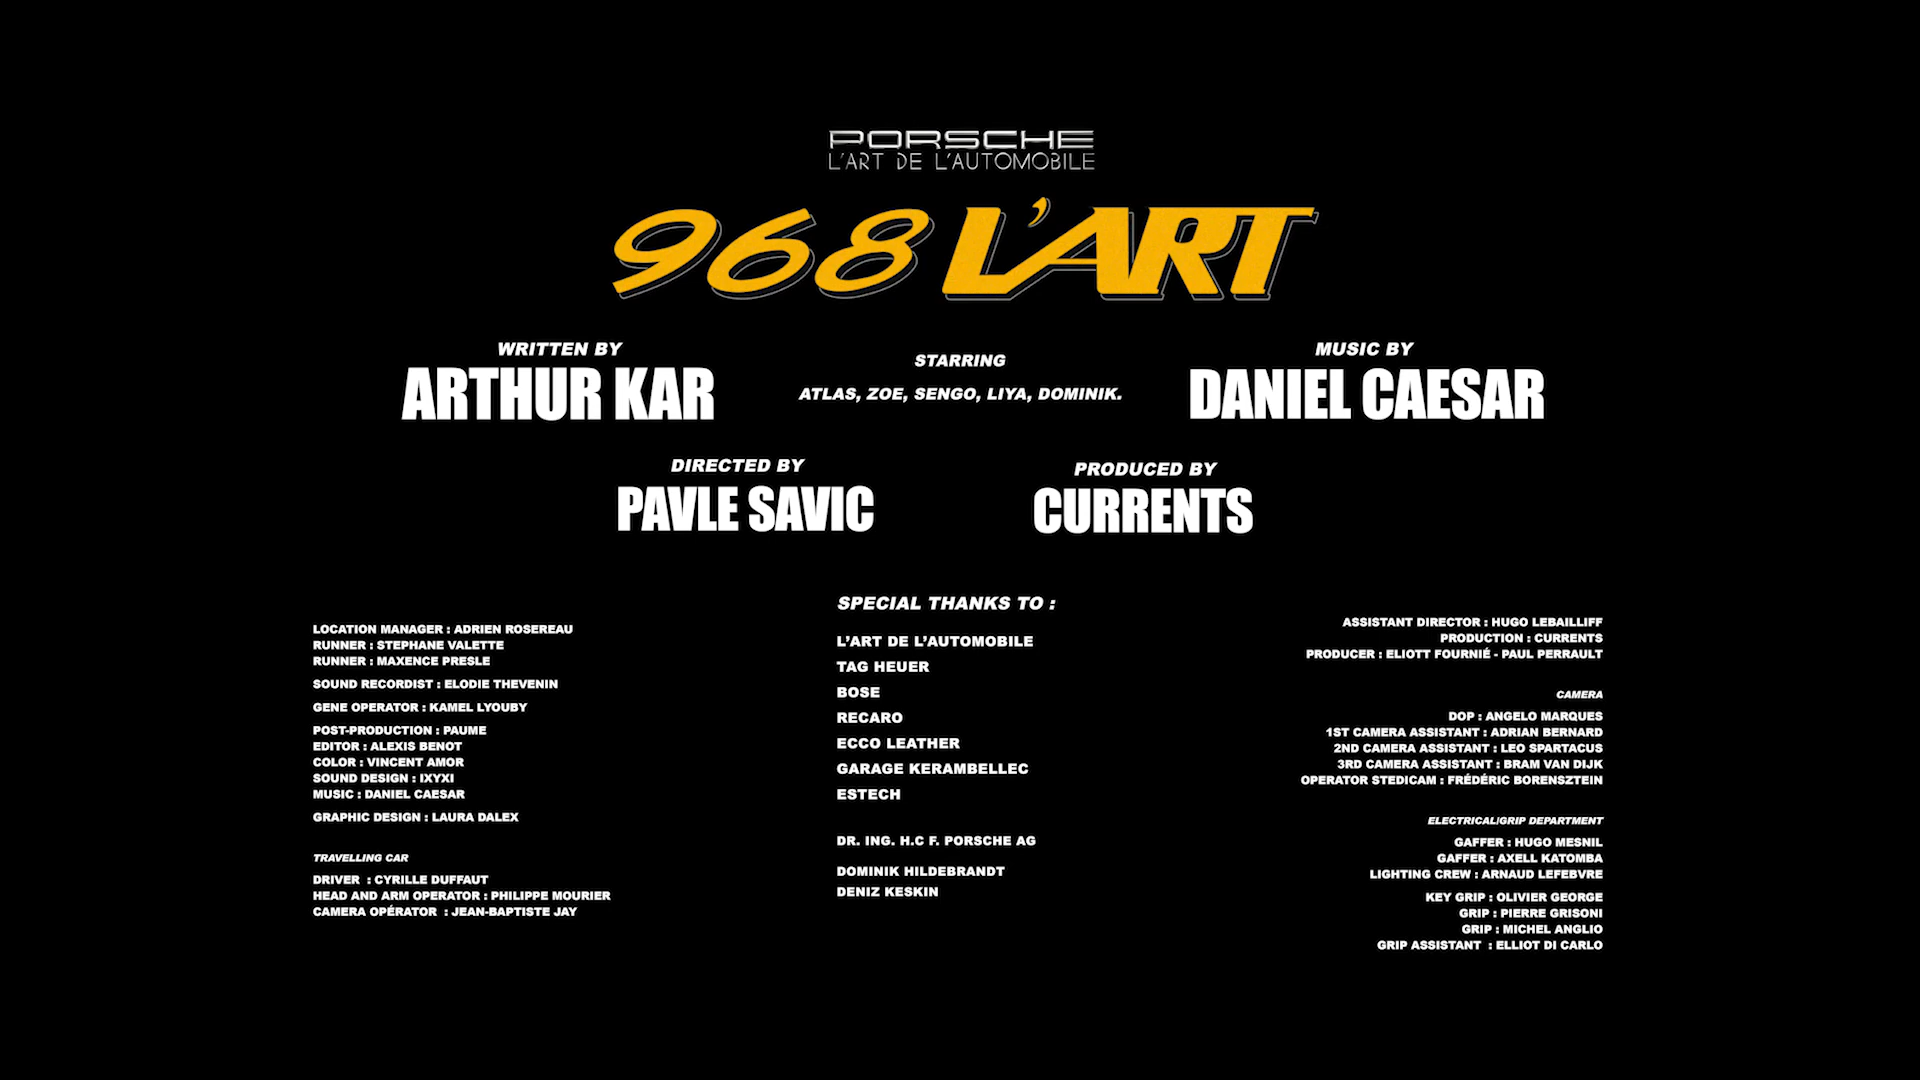 PORSCHE
L'ART DE L'AUTOMOBILE
968 L'ART
WRITTEN BY
ARTHUR KAR
STARRING
ATLAS, ZOE, SENGO, LIYA, DOMINIK.
MUSIC BY
DANIEL CAESAR
DIRECTED BY
PAVLE SAVIC
PRODUCED BY
CURRENTS
LOCATION MANAGER : ADRIEN ROSEREAU
RUNNER : STEPHANE VALETTE
RUNNER : MAXENCE PRESLE
SOUND RECORDIST : ELODIE THEVENIN
GENE OPERATOR : KAMEL LYOUBY
POST-PRODUCTION : PAUME
EDITOR : ALEXIS BENOT
COLOR : VINCENT AMOR
SOUND DESIGN : IXYXI
MUSIC : DANIEL CAESAR
GRAPHIC DESIGN : LAURA DALEX
TRAVELLING CAR
DRIVER  : CYRILLE DUFFAUT
HEAD AND ARM OPERATOR : PHILIPPE MOURIER
CAMERA OPÉRATOR  : JEAN-BAPTISTE JAY
SPECIAL THANKS TO :
L'ART DE L'AUTOMOBILE
TAG HEUER
BOSE
RECARO
ECCO LEATHER
GARAGE KERAMBELLEC
ESTECH
DR. ING. H.C F. PORSCHE AG
DOMINIK HILDEBRANDT
DENIZ KESKIN
ASSISTANT DIRECTOR : HUGO LEBAILLIFF
PRODUCTION : CURRENTS
PRODUCER : ELIOTT FOURNIÉ - PAUL PERRAULT
CAMERA
DOP : ANGELO MARQUES
1ST CAMERA ASSISTANT : ADRIAN BERNARD
2ND CAMERA ASSISTANT : LEO SPARTACUS
3RD CAMERA ASSISTANT : BRAM VAN DIJK
OPERATOR STEDICAM : FRÉDÉRIC BORENSZTEIN
ELECTRICAL/GRIP DEPARTMENT
GAFFER : HUGO MESNIL
GAFFER : AXELL KATOMBA
LIGHTING CREW : ARNAUD LEFEBVRE
KEY GRIP : OLIVIER GEORGE
GRIP : PIERRE GRISONI
GRIP : MICHEL ANGLIO
GRIP ASSISTANT  : ELLIOT DI CARLO